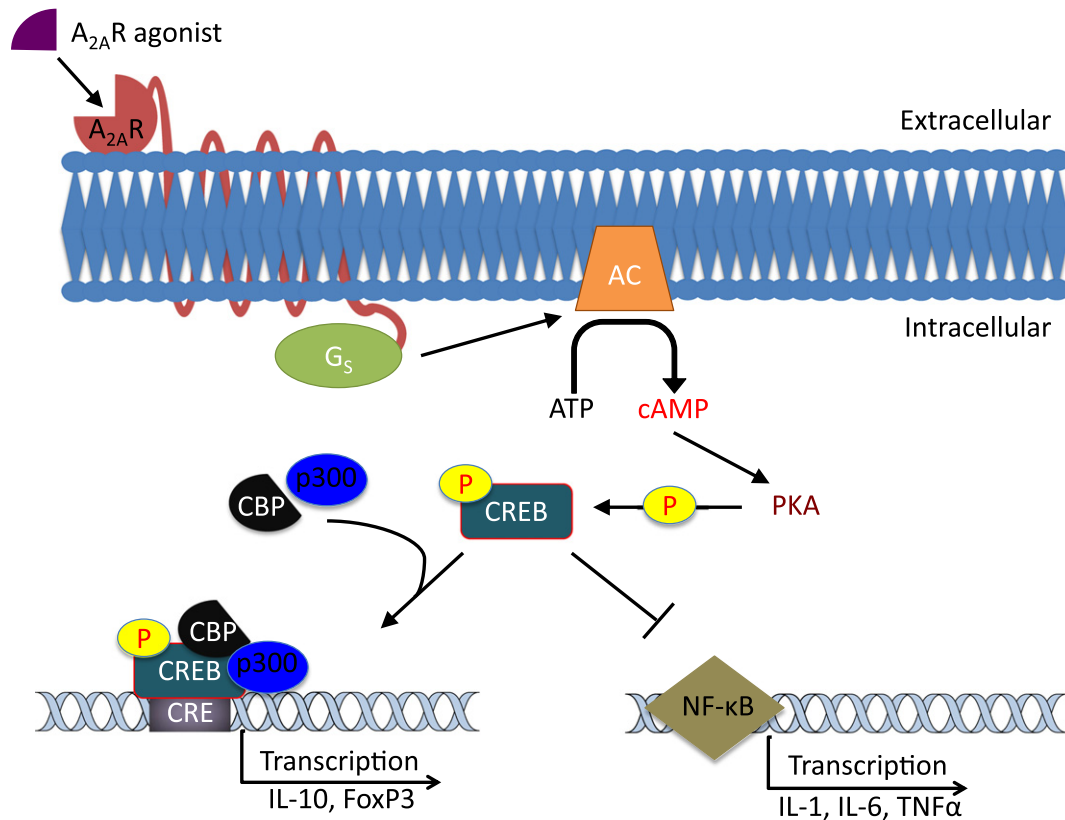 A2AR agonist
A2AR
Extracellular
AC
Intracellular
GS
ATP
cAMP
p300
CBP
P
CREB
P
PKA
P
CBP
CREB
p300
CRE
NF-κB
Transcription
IL-10, FoxP3
Transcription
IL-1, IL-6, TNFα